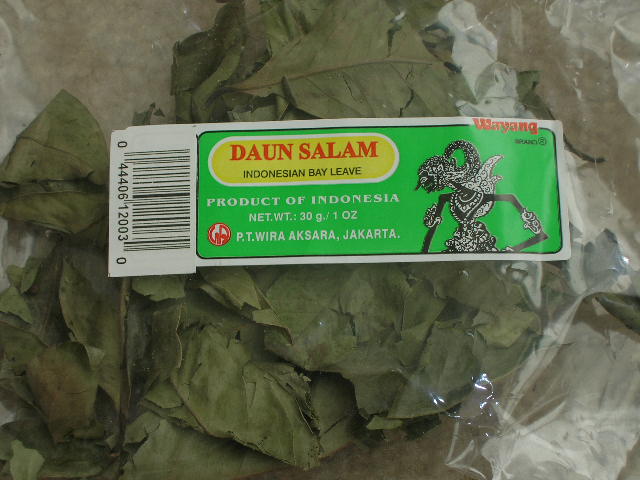 Wayang
BRAND®
DAUN SALAM
INDONESIAN BAY LEAVE
PRODUCT OF INDONESIA
NET.WT.: 30 g./1 OZ
P.T.WIRA AKSARA, JAKARTA.
0 44406 12003 0